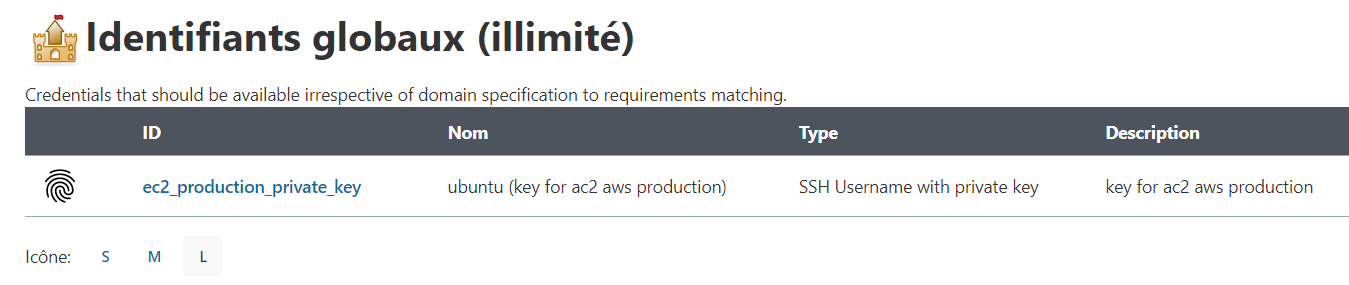 Identifiants globaux (illimité)
Credentials that should be available irrespective of domain specification to requirements matching.
ID Nom Type Description
ec2_production_private_key ubuntu (key for ac2 aws production) SSH Username with private key key for ac2 aws production
Icône: S M L